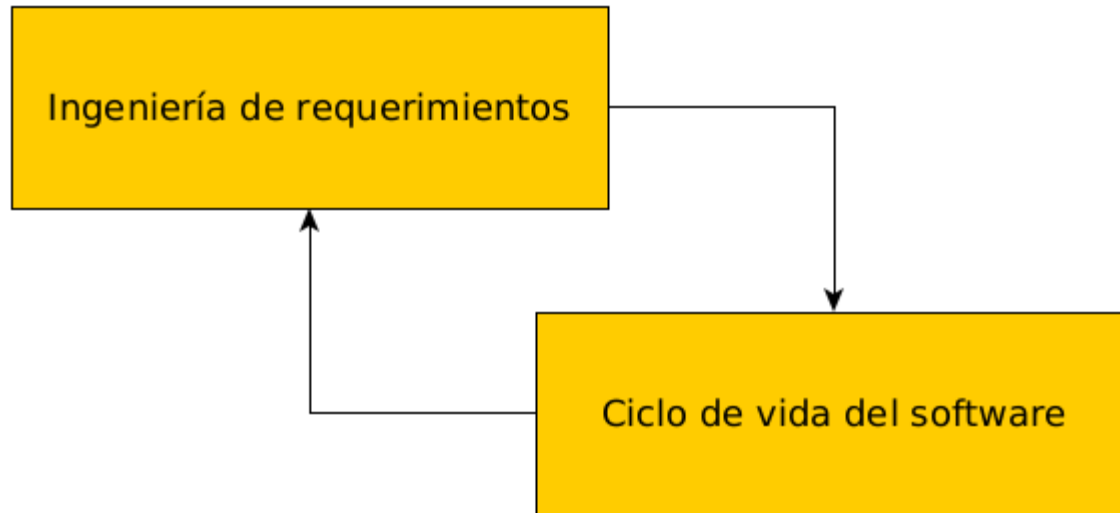 Ingeniería de requerimientos
Ciclo de vida del software